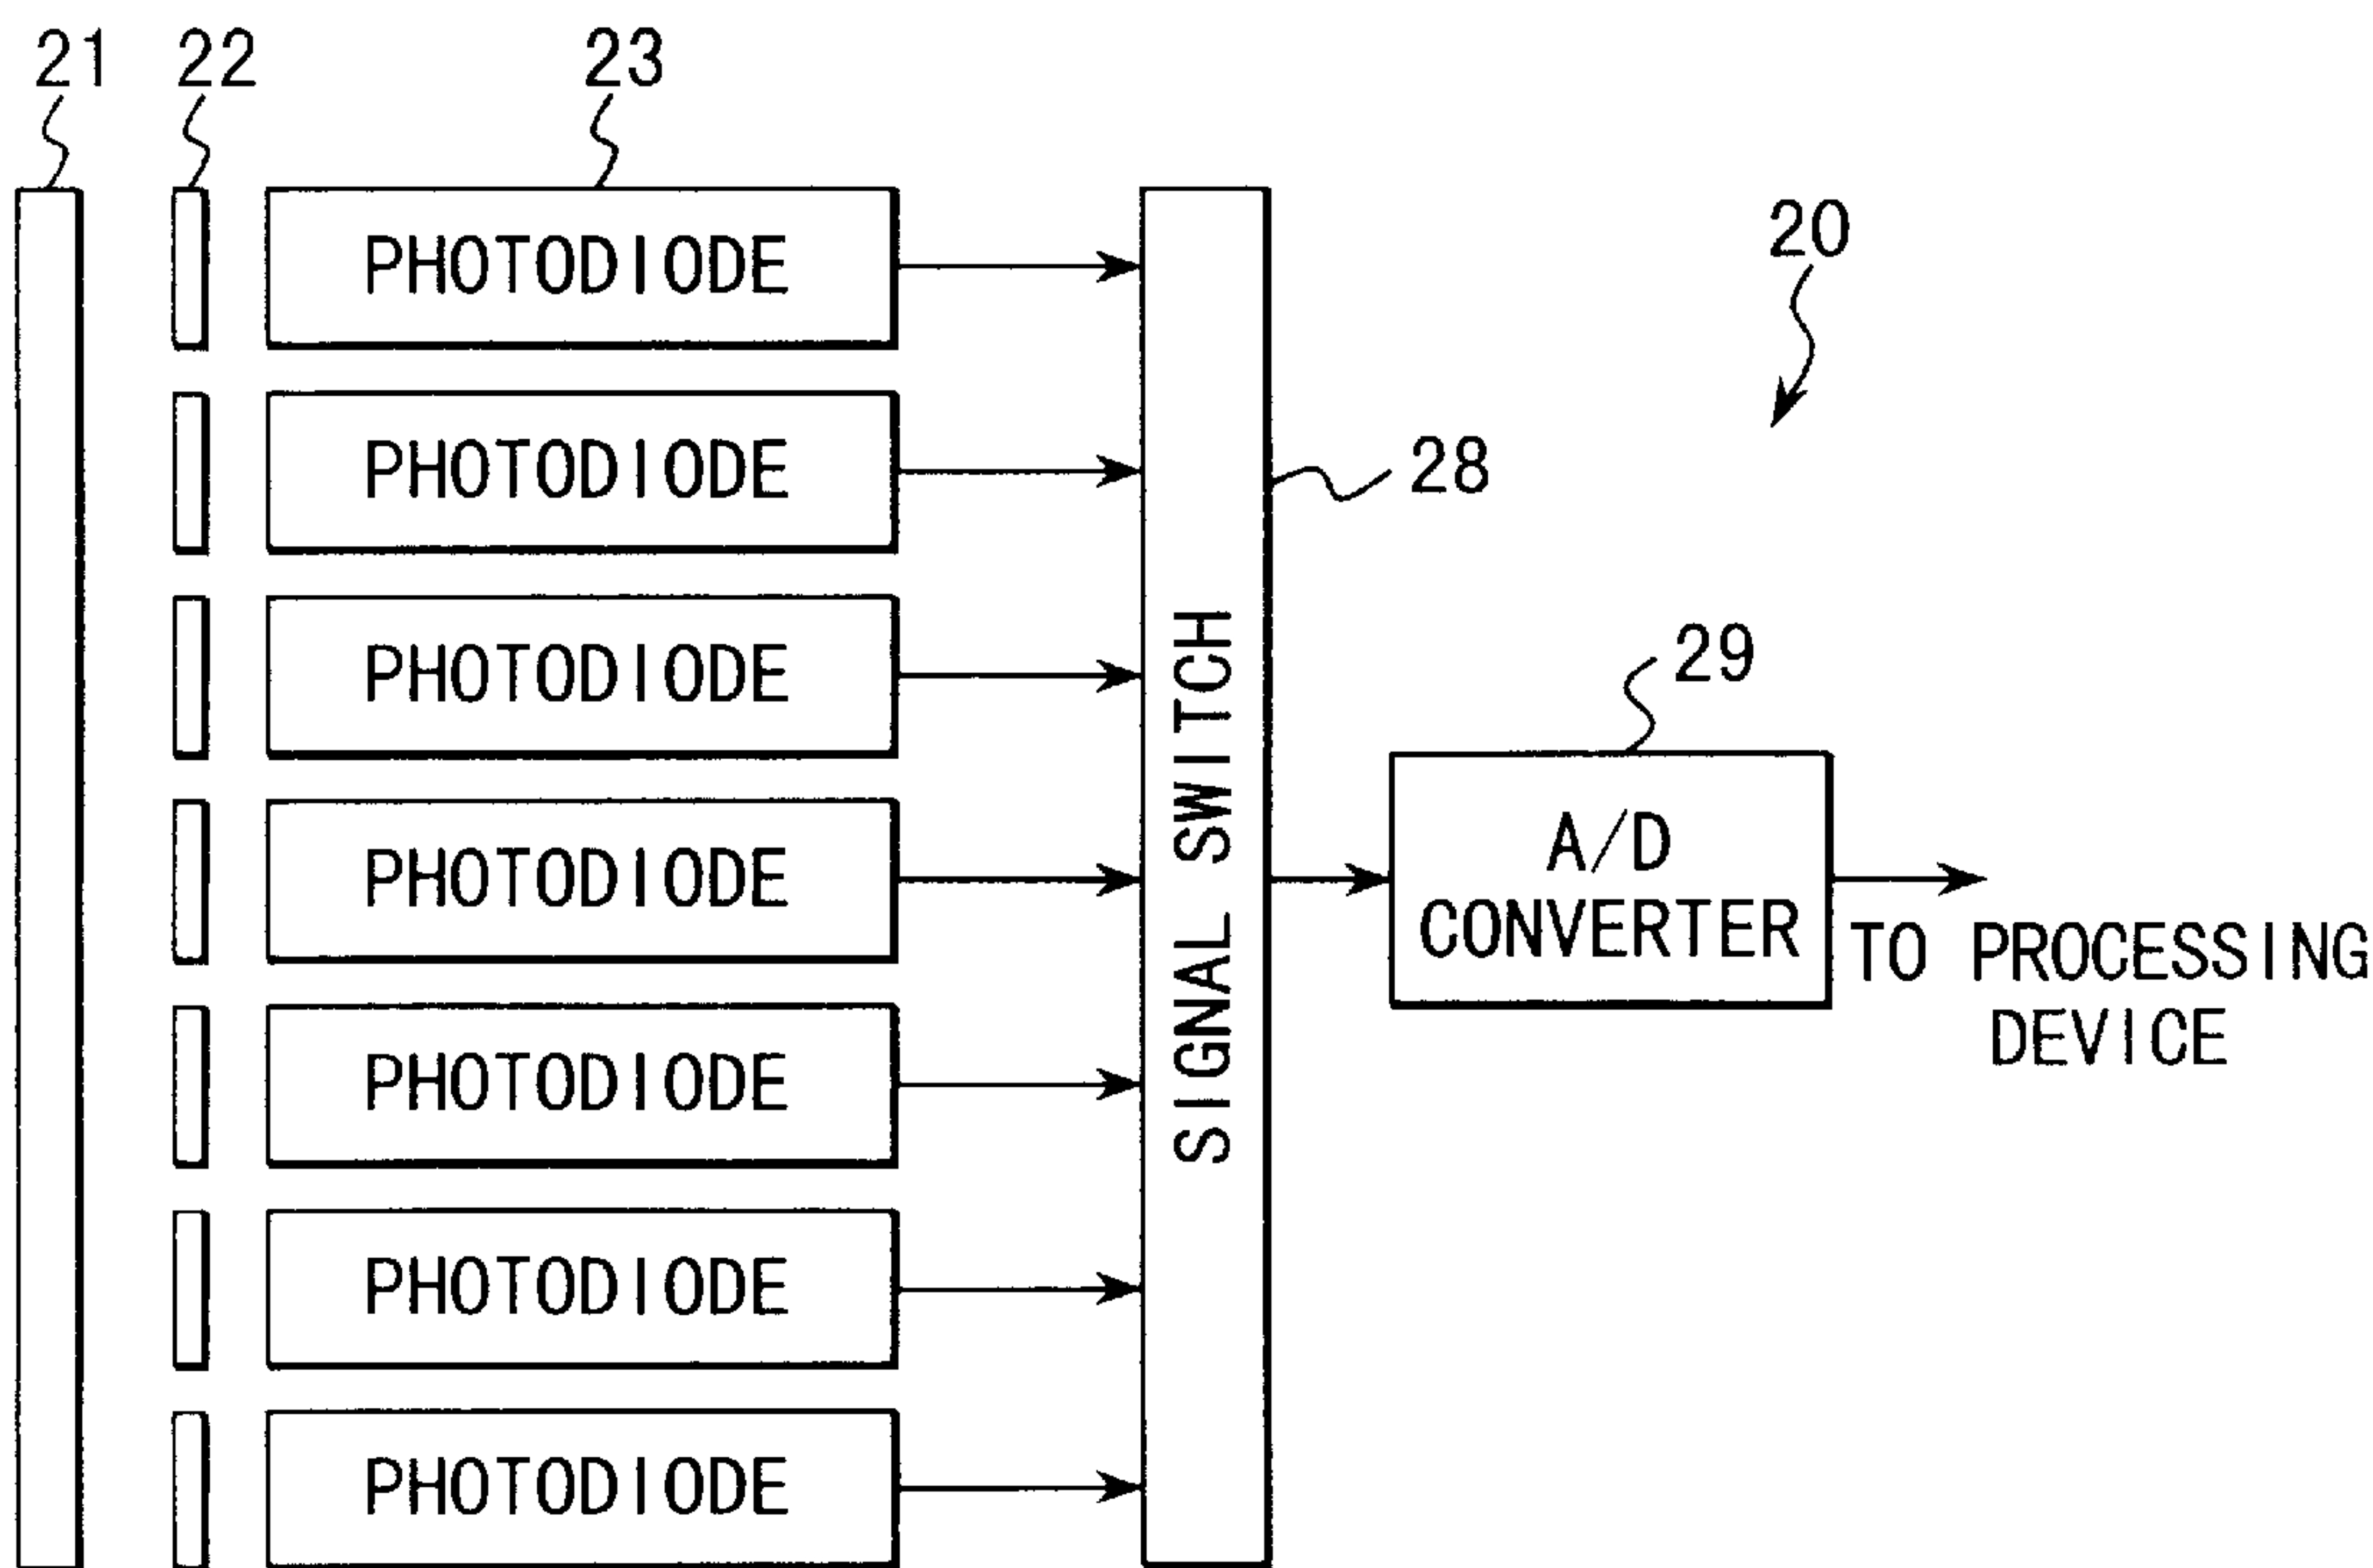 21
22
23
PHOTODIODE
20
PHOTODIODE
28
PHOTODIODE
29
PHOTODIODE
SIGNAL SWITCH
A/D
CONVERTER
TO PROCESSING
DEVICE
PHOTODIODE
PHOTODIODE
PHOTODIODE